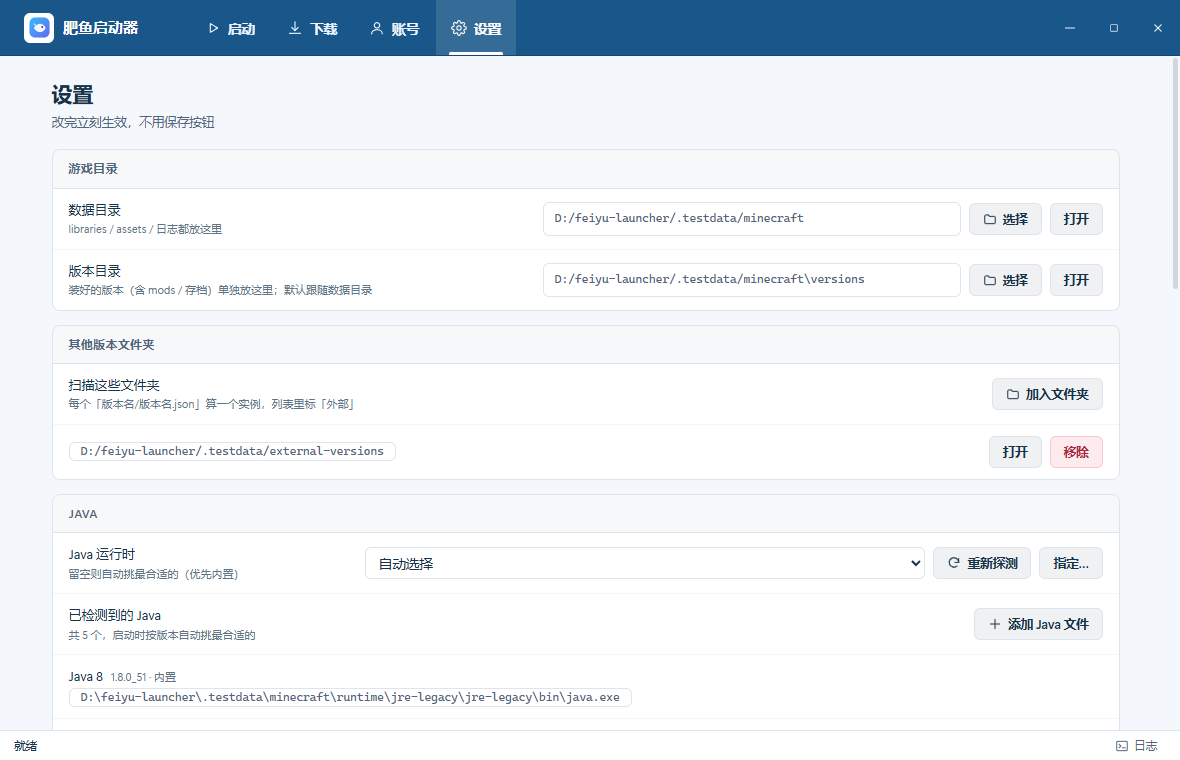 肥鱼启动器
启动
下载
账号
设置
设置
改完立刻生效，不用保存按钮
游戏目录
数据目录
libraries / assets / 日志都放这里
D:/feiyu-launcher/.testdata/minecraft
选择
打开
版本目录
装好的版本（含 mods / 存档）单独放这里；默认跟随数据目录
D:/feiyu-launcher/.testdata/minecraft\versions
选择
打开
其他版本文件夹
扫描这些文件夹
每个「版本名/版本名.json」算一个实例，列表里标「外部」
加入文件夹
D:/feiyu-launcher/.testdata/external-versions
打开
移除
JAVA
Java 运行时
留空则自动挑最合适的（优先内置）
自动选择
重新探测
指定...
已检测到的 Java
共 5 个，启动时按版本自动挑最合适的
添加 Java 文件
Java 8 1.8.0_51 · 内置
D:\feiyu-launcher\.testdata\minecraft\runtime\jre-legacy\jre-legacy\bin\java.exe
就绪
日志